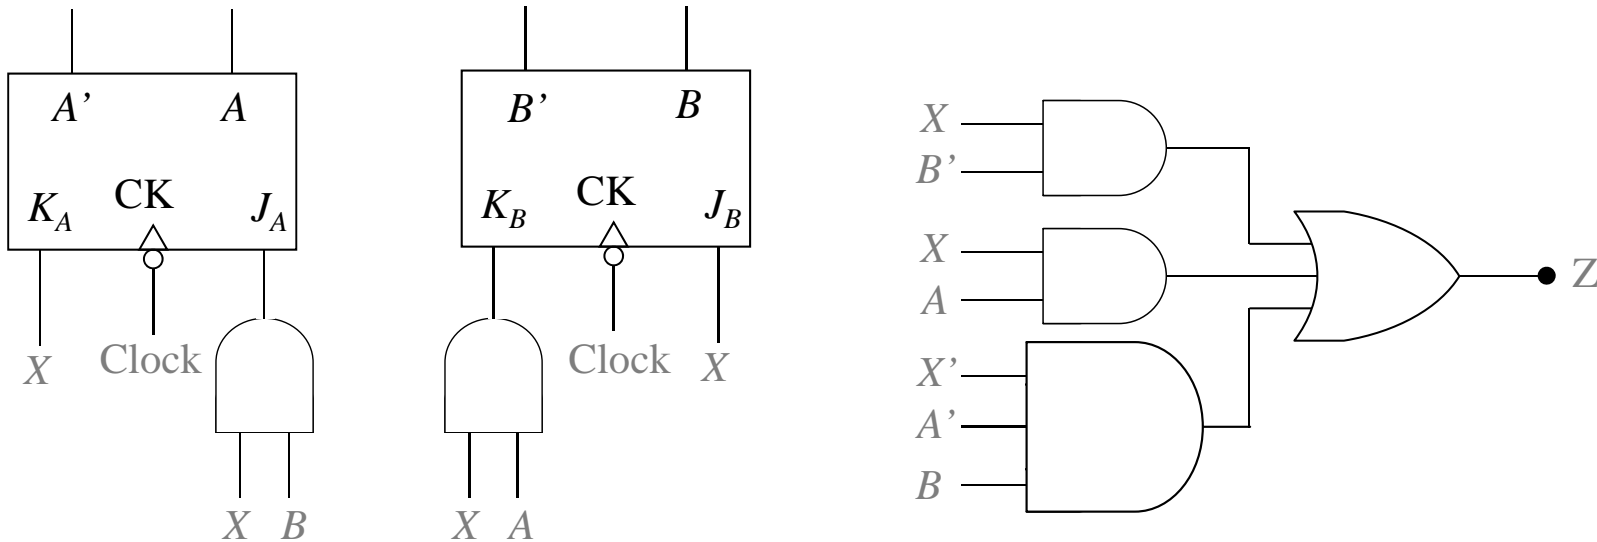 A’ A
CK
K_A J_A
X Clock
X B
B’ B
CK
K_B J_B
Clock X
X A
X
B’
X
A
X’
A’
B
Z